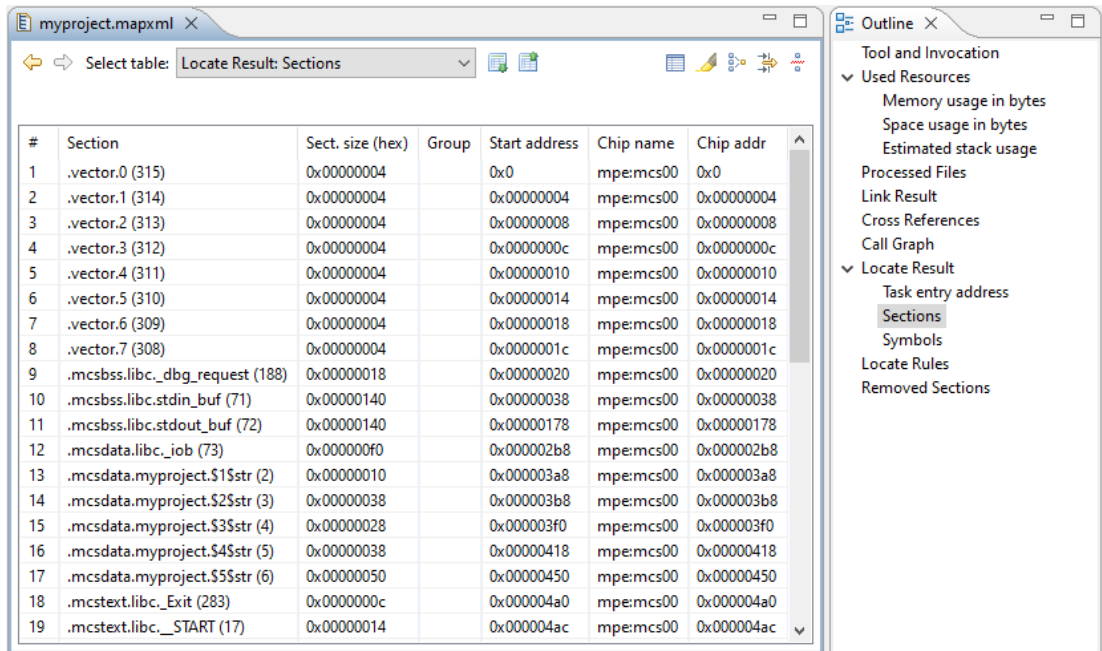 myproject.mapxml
Select table: Locate Result: Sections
# Section Sect. size (hex) Group Start address Chip name Chip addr
1 .vector.0 (315) 0x00000004 0x0 mpe:mcs00 0x0
2 .vector.1 (314) 0x00000004 0x00000004 mpe:mcs00 0x00000004
3 .vector.2 (313) 0x00000004 0x00000008 mpe:mcs00 0x00000008
4 .vector.3 (312) 0x00000004 0x0000000c mpe:mcs00 0x0000000c
5 .vector.4 (311) 0x00000004 0x00000010 mpe:mcs00 0x00000010
6 .vector.5 (310) 0x00000004 0x00000014 mpe:mcs00 0x00000014
7 .vector.6 (309) 0x00000004 0x00000018 mpe:mcs00 0x00000018
8 .vector.7 (308) 0x00000004 0x0000001c mpe:mcs00 0x0000001c
9 .mcsbss.libc._dbg_request (188) 0x00000018 0x00000020 mpe:mcs00 0x00000020
10 .mcsbss.libc.stdin_buf (71) 0x00000140 0x00000038 mpe:mcs00 0x00000038
11 .mcsbss.libc.stdout_buf (72) 0x00000140 0x00000178 mpe:mcs00 0x00000178
12 .mcsdata.libc._iob (73) 0x000000f0 0x000002b8 mpe:mcs00 0x000002b8
13 .mcsdata.myproject.$1$str (2) 0x00000010 0x000003a8 mpe:mcs00 0x000003a8
14 .mcsdata.myproject.$2$str (3) 0x00000038 0x000003b8 mpe:mcs00 0x000003b8
15 .mcsdata.myproject.$3$str (4) 0x00000028 0x000003f0 mpe:mcs00 0x000003f0
16 .mcsdata.myproject.$4$str (5) 0x00000038 0x00000418 mpe:mcs00 0x00000418
17 .mcsdata.myproject.$5$str (6) 0x00000050 0x00000450 mpe:mcs00 0x00000450
18 .mcstext.libc._Exit (283) 0x0000000c 0x000004a0 mpe:mcs00 0x000004a0
19 .mcstext.libc.__START (17) 0x00000014 0x000004ac mpe:mcs00 0x000004ac
Outline
Tool and Invocation
Used Resources
Memory usage in bytes
Space usage in bytes
Estimated stack usage
Processed Files
Link Result
Cross References
Call Graph
Locate Result
Task entry address
Sections
Symbols
Locate Rules
Removed Sections